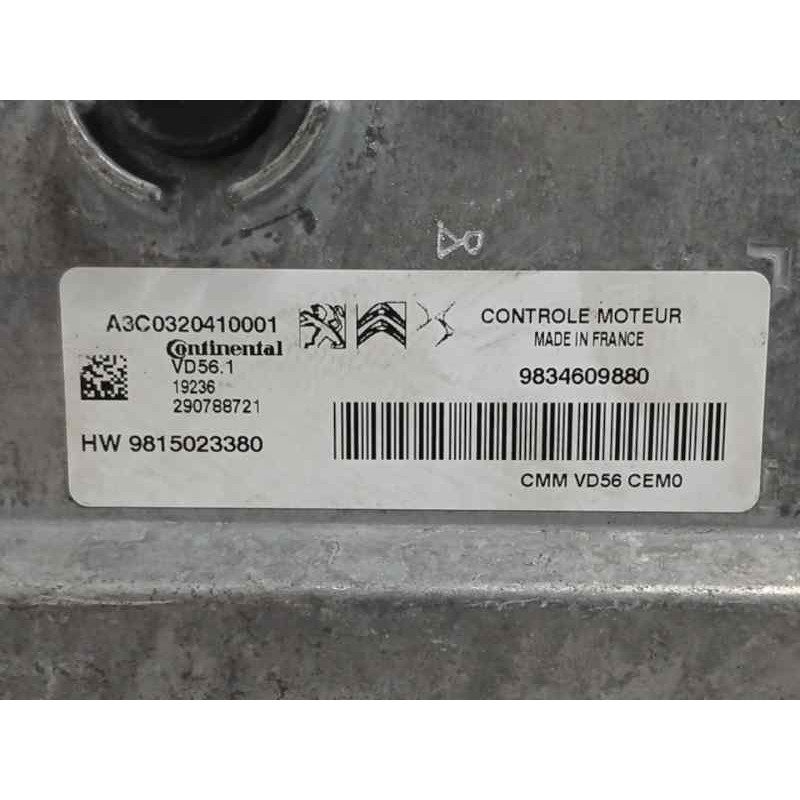 A3C0320410001
Continental
VD56.1
19236
290788721
HW 9815023380
CONTROLE MOTEUR
MADE IN FRANCE
9834609880
CMM VD56 CEM0